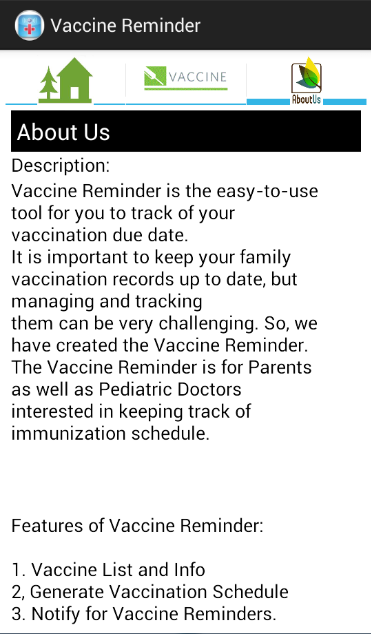 Vaccine Reminder
VACCINE
AboutUs
About Us
Description:
Vaccine Reminder is the easy-to-use
tool for you to track of your
vaccination due date.
It is important to keep your family
vaccination records up to date, but
managing and tracking
them can be very challenging. So, we
have created the Vaccine Reminder.
The Vaccine Reminder is for Parents
as well as Pediatric Doctors
interested in keeping track of
immunization schedule.
Features of Vaccine Reminder:
1. Vaccine List and Info
2, Generate Vaccination Schedule
3. Notify for Vaccine Reminders.